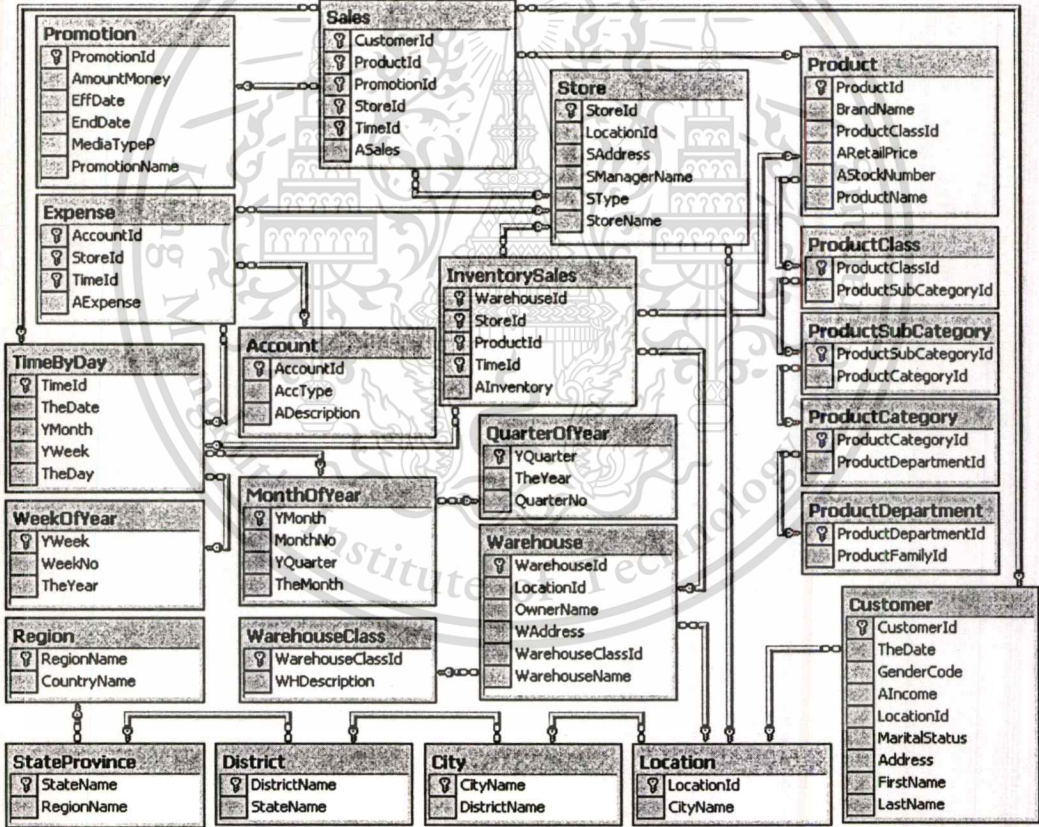 Promotion
PromotionId
AmountMoney
EffDate
EndDate
MediaTypeP
PromotionName
Sales
CustomerId
ProductId
PromotionId
StoreId
TimeId
ASales
Store
StoreId
LocationId
SAddress
SManagerName
SType
StoreName
Product
ProductId
BrandName
ProductClassId
ARetailPrice
AStockNumber
ProductName
Expense
AccountId
StoreId
TimeId
AExpense
InventorySales
WarehouseId
StoreId
ProductId
TimeId
AInventory
ProductClass
ProductClassId
ProductSubCategoryId
ProductSubCategory
ProductSubCategoryId
ProductCategoryId
ProductCategory
ProductCategoryId
ProductDepartmentId
ProductDepartment
ProductDepartmentId
ProductFamilyId
TimeByDay
TimeId
TheDate
YMonth
YWeek
TheDay
Account
AccountId
AccType
ADescription
QuarterOfYear
YQuarter
TheYear
QuarterNo
WeekOfYear
YWeek
WeekNo
TheYear
MonthOfYear
YMonth
MonthNo
YQuarter
TheMonth
Warehouse
WarehouseId
LocationId
OwnerName
WAddress
WarehouseClassId
WarehouseName
Customer
CustomerId
TheDate
GenderCode
AIncome
LocationId
MaritalStatus
Address
FirstName
LastName
Region
RegionName
CountryName
WarehouseClass
WarehouseClassId
WHDescription
StateProvince
StateName
RegionName
District
DistrictName
StateName
City
CityName
DistrictName
Location
LocationId
CityName